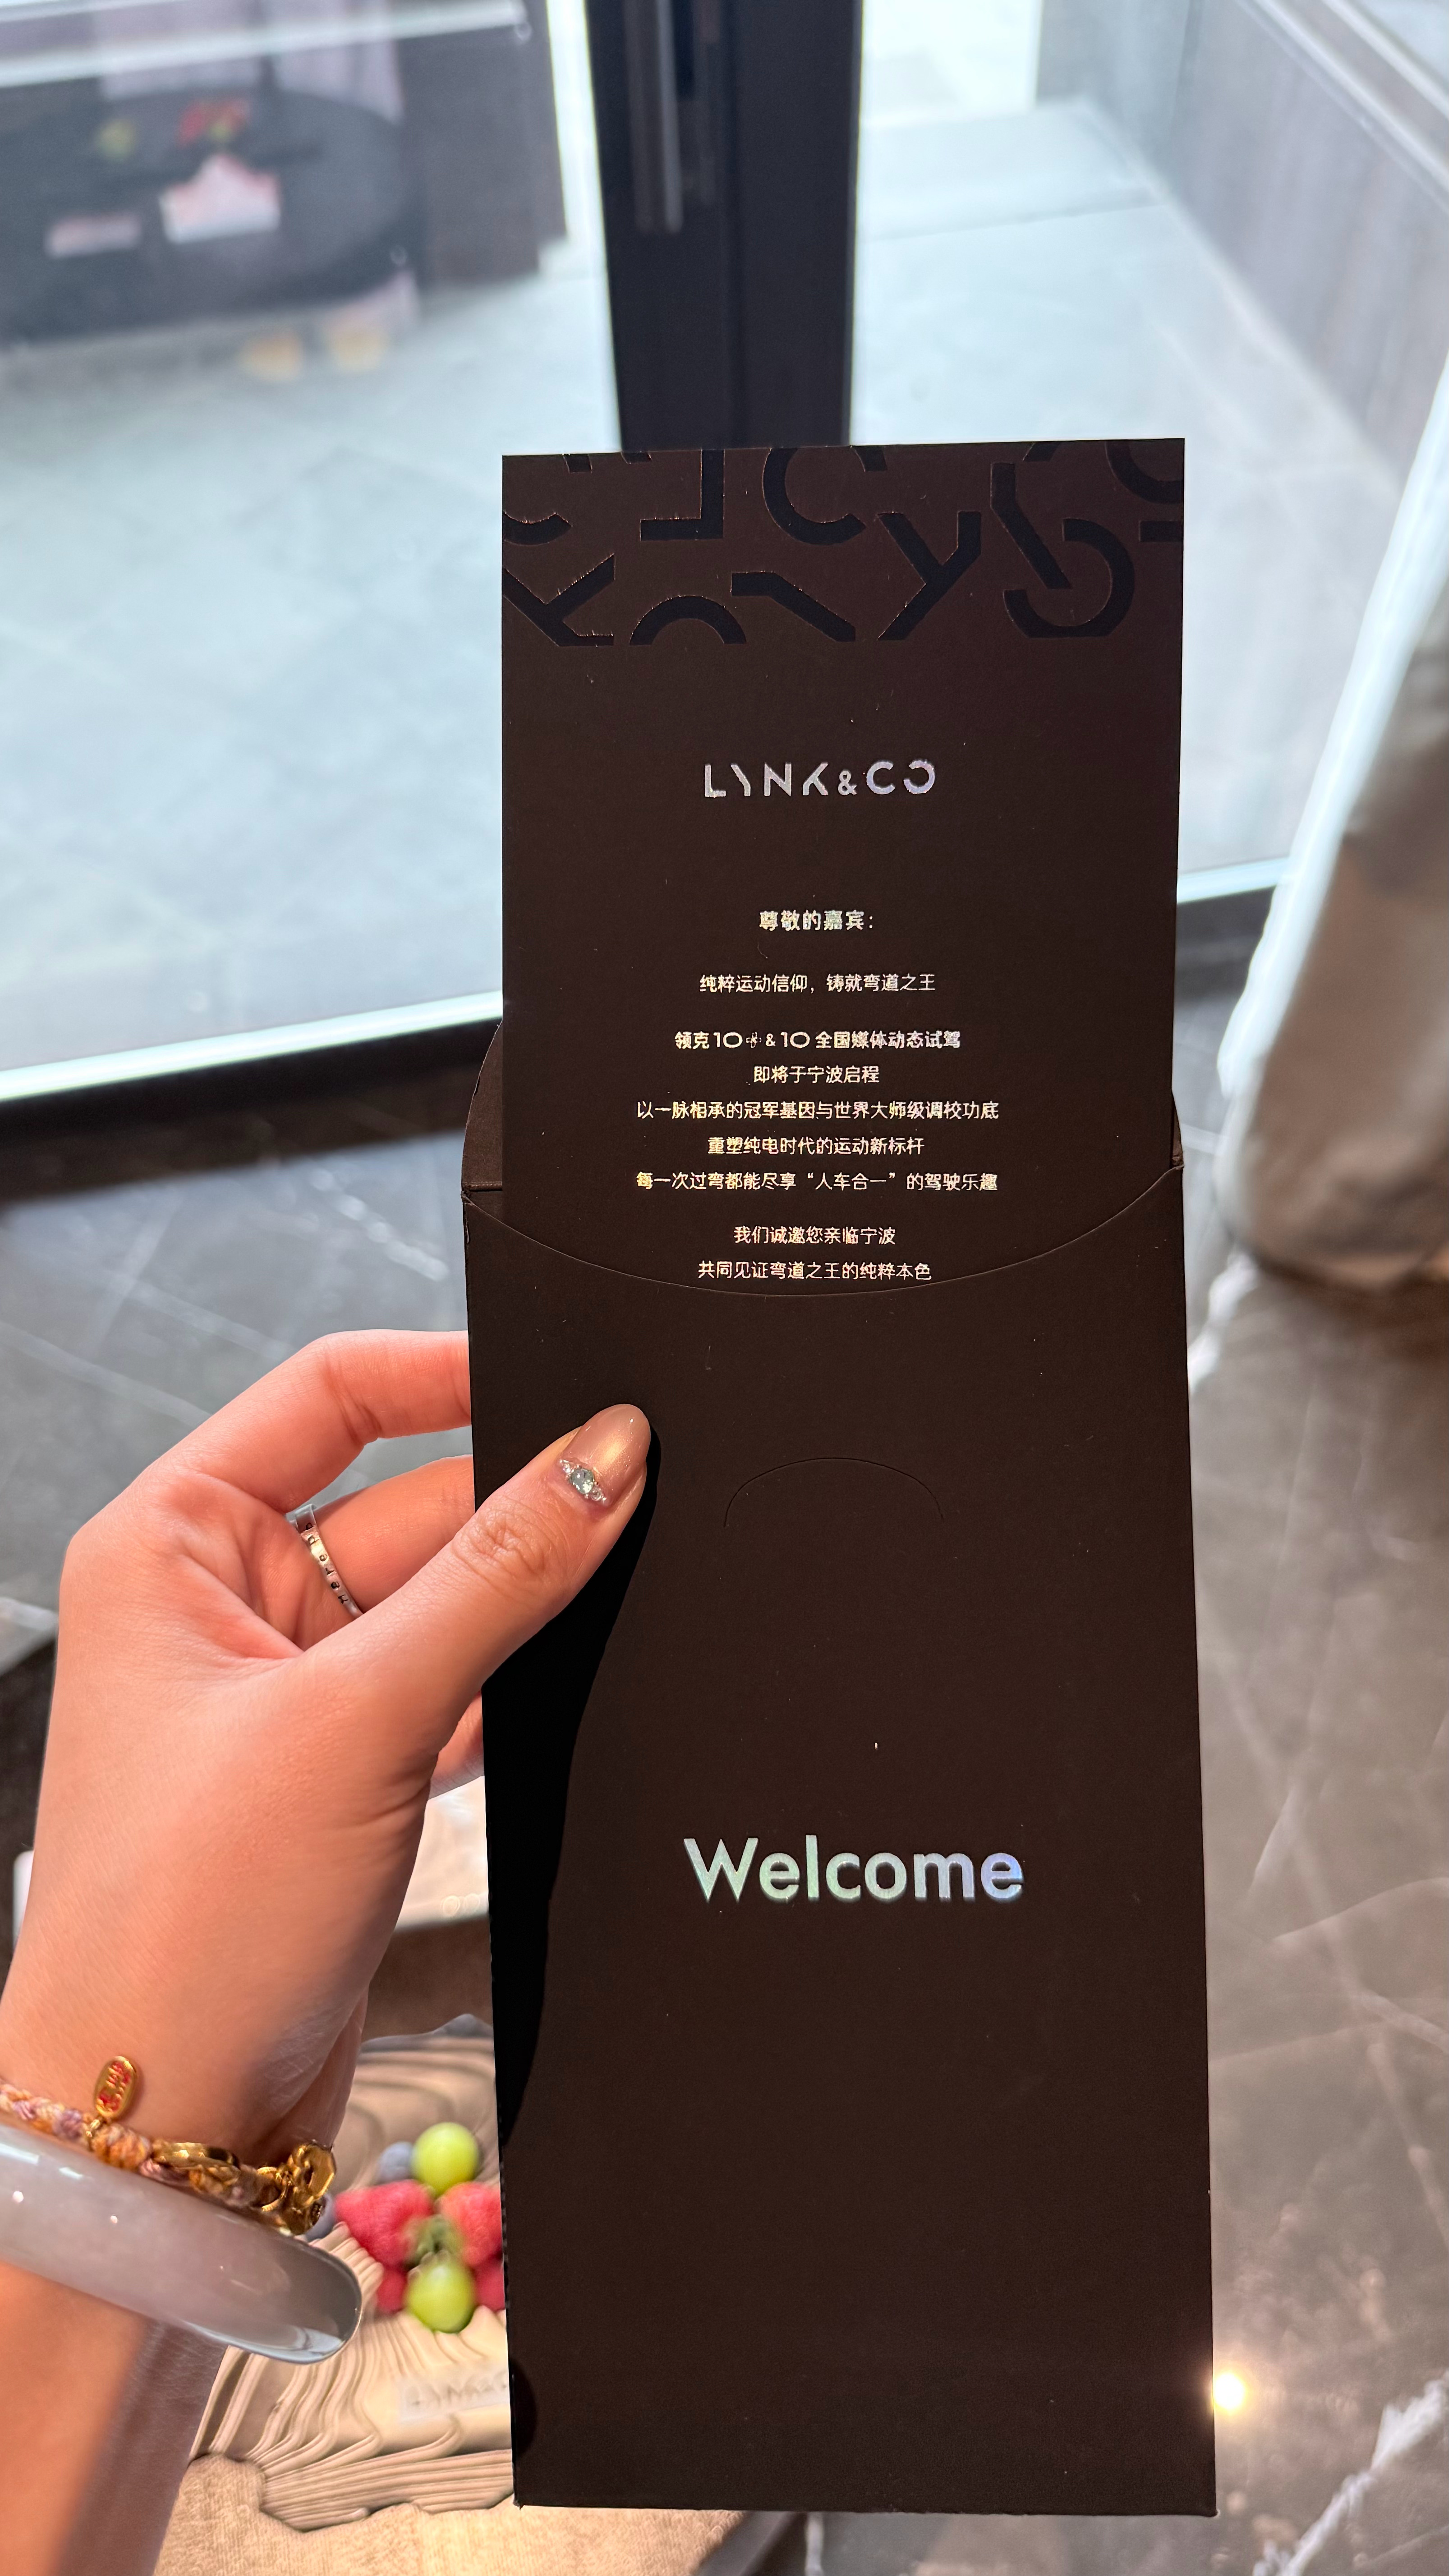 LYNK&CO
尊敬的嘉宾：
纯粹运动信仰，铸就弯道之王
领克10+&10 全国媒体动态试驾
即将于宁波启程
以一脉相承的冠军基因与世界大师级调校功底
重塑纯电时代的运动新标杆
每一次过弯都能尽享“人车合一”的驾驶乐趣
我们诚邀您亲临宁波
共同见证弯道之王的纯粹本色
Welcome